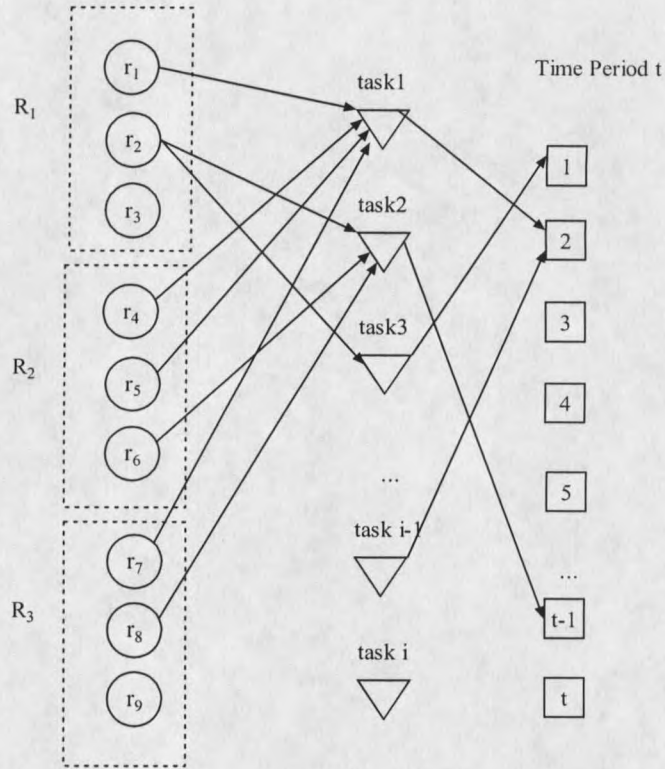 r1
R1
r2
r3
r4
R2
r5
r6
r7
R3
r8
r9
task1
task2
task3
...
task i-1
task i
Time Period t
1
2
3
4
5
...
t-1
t